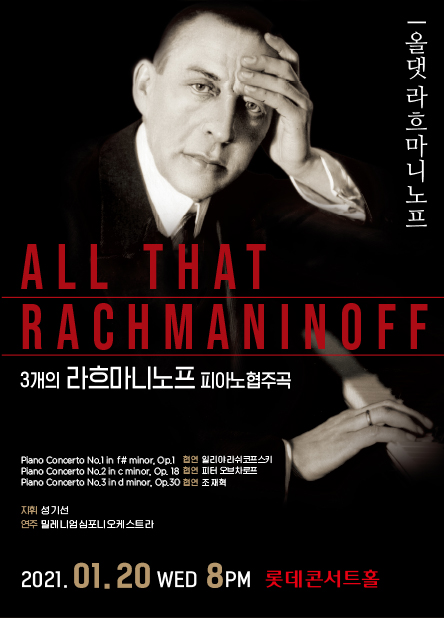 올댓 라흐마니노프
ALL THAT
RACHMANINOFF
3개의 라흐마니노프 피아노협주곡
Piano Concerto No.1 in f# minor, Op.1 협연 일리야 라쉬코프스키
Piano Concerto No.2 in c minor, Op. 18 협연 피터 오브차로프
Piano Concerto No.3 in d minor, Op.30 협연 조재혁
지휘 성기선
연주 밀레니엄심포니오케스트라
2021. 01. 20 WED 8PM 롯데콘서트홀